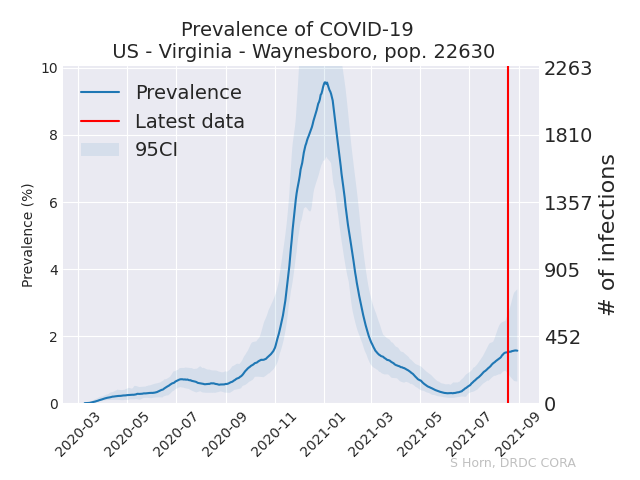 Prevalence of COVID-19
US - Virginia - Waynesboro, pop. 22630
Prevalence
Latest data
95CI
Prevalence (%)
10
8
6
4
2
0
2263
1810
1357
905
452
0
# of infections
2020-03
2020-05
2020-07
2020-09
2020-11
2021-01
2021-03
2021-05
2021-07
2021-09
S Horn, DRDC CORA